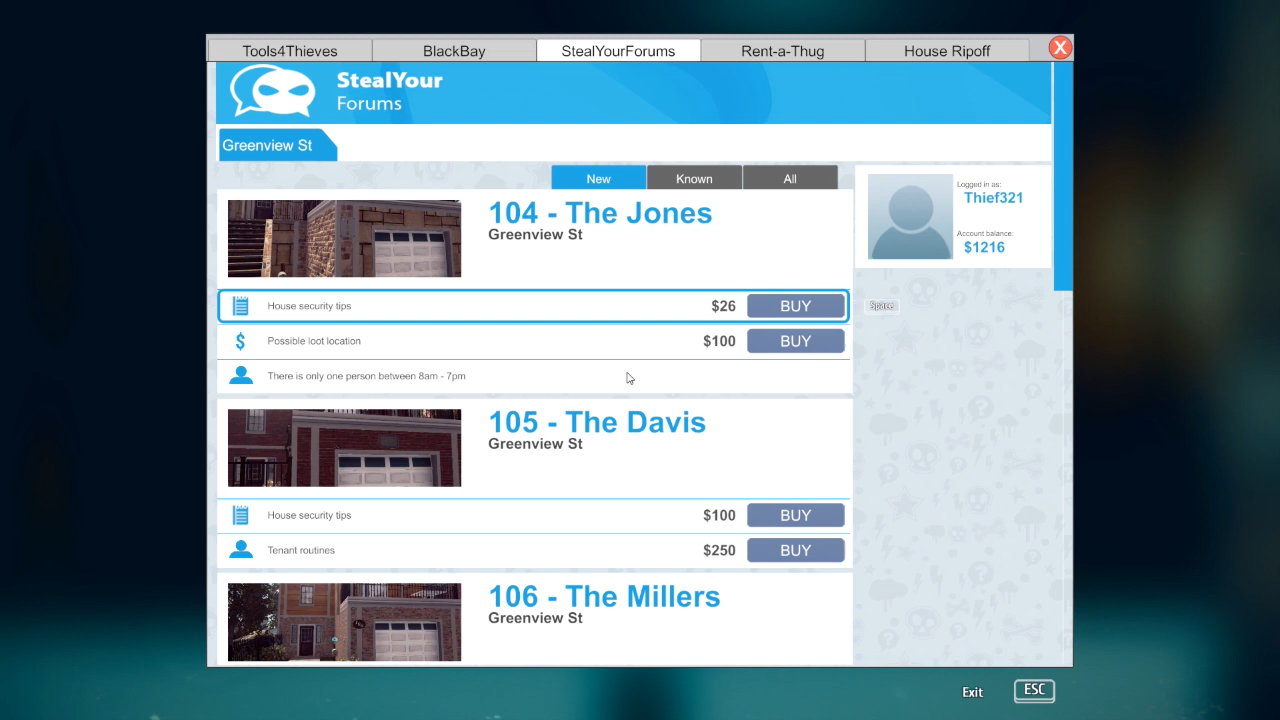 Tools4Thieves
BlackBay
StealYourForums
Rent-a-Thug
House Ripoff
X
StealYour
Forums
Greenview St
New
Known
All
Logged in as:
Thief321
Account balance:
$1216
104 - The Jones
Greenview St
House security tips
$26
BUY
Space
Possible loot location
$100
BUY
There is only one person between 8am - 7pm
105 - The Davis
Greenview St
House security tips
$100
BUY
Tenant routines
$250
BUY
106 - The Millers
Greenview St
Exit
ESC